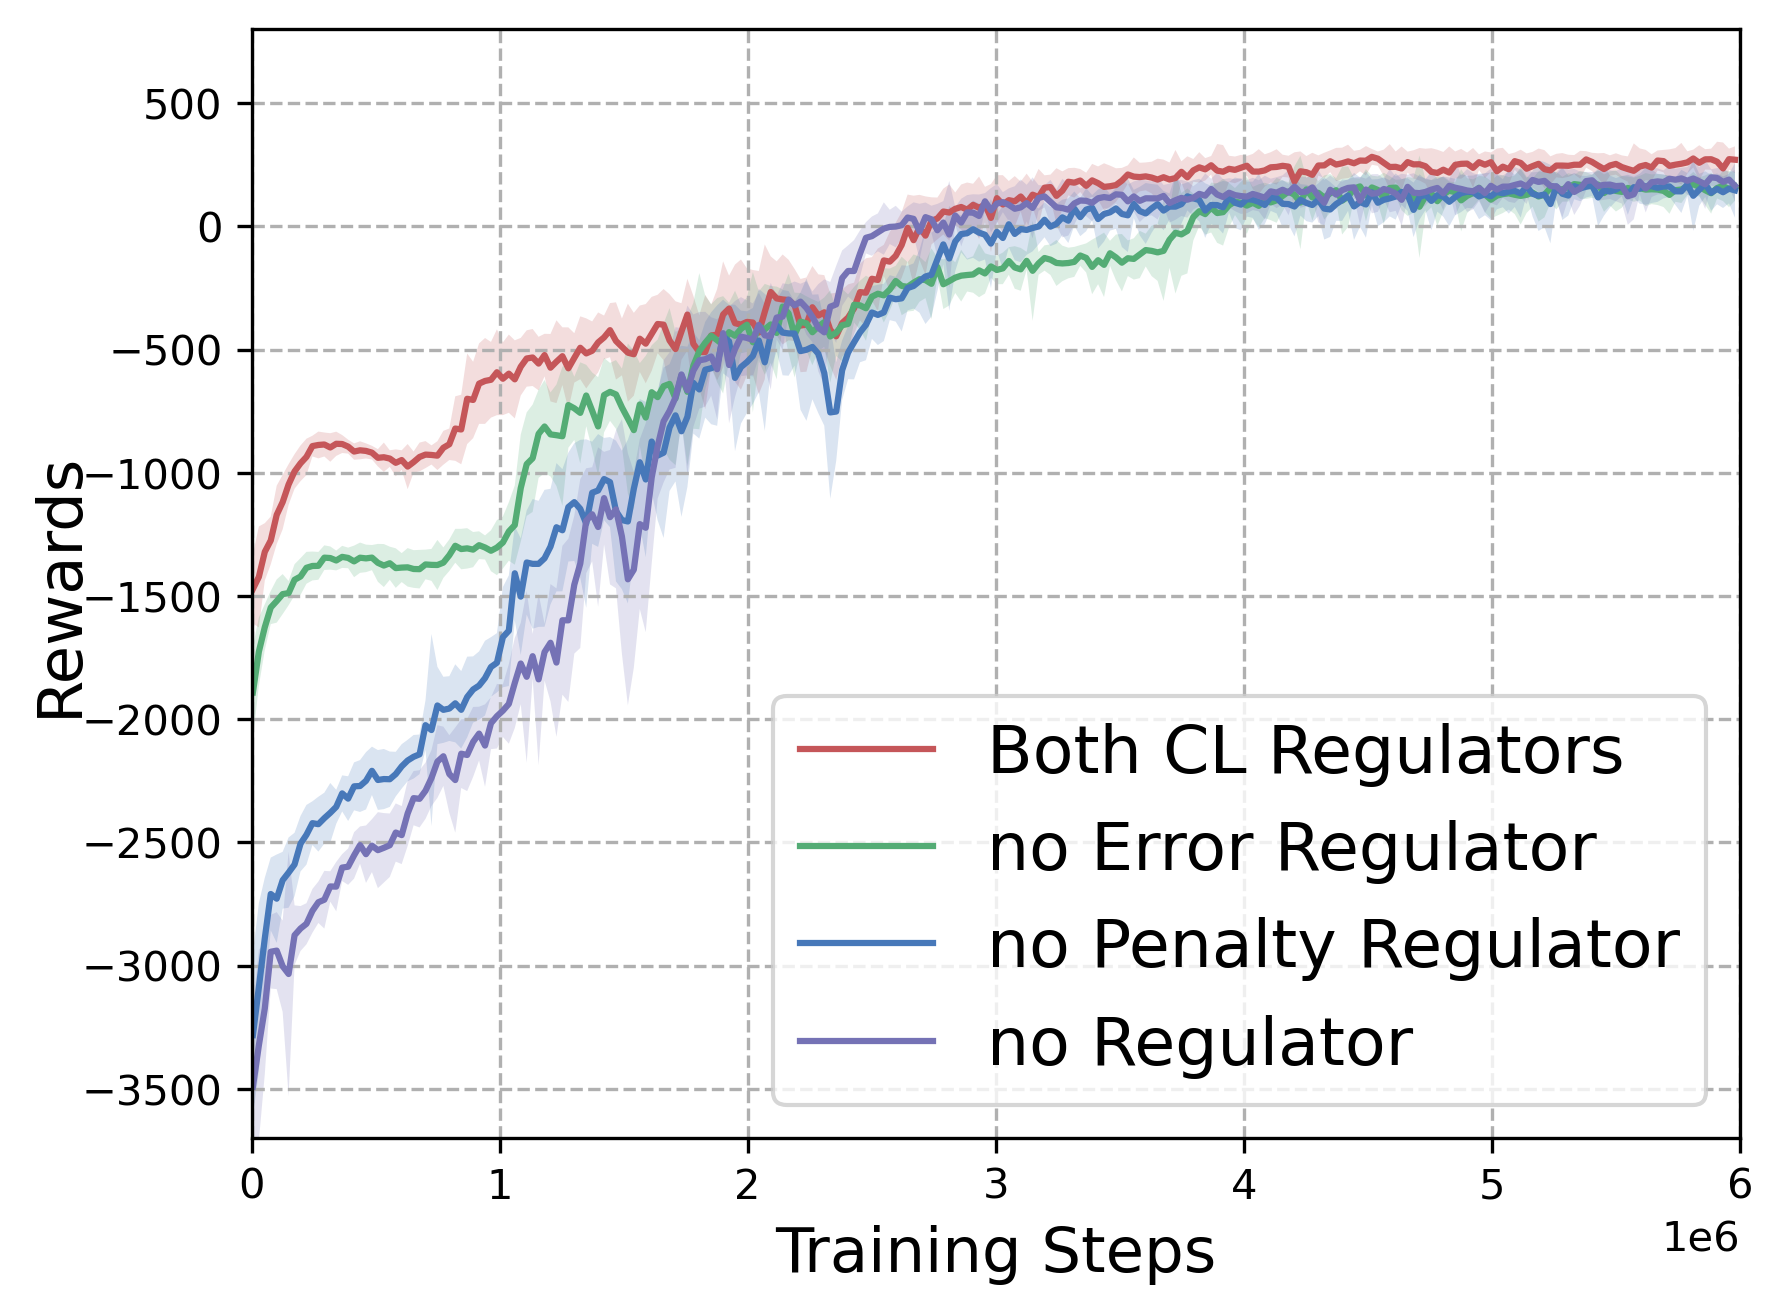 Rewards
500
0
−500
−1000
−1500
−2000
−2500
−3000
−3500
Both CL Regulators
no Error Regulator
no Penalty Regulator
no Regulator
0 1 2 3 4 5 6
1e6
Training Steps